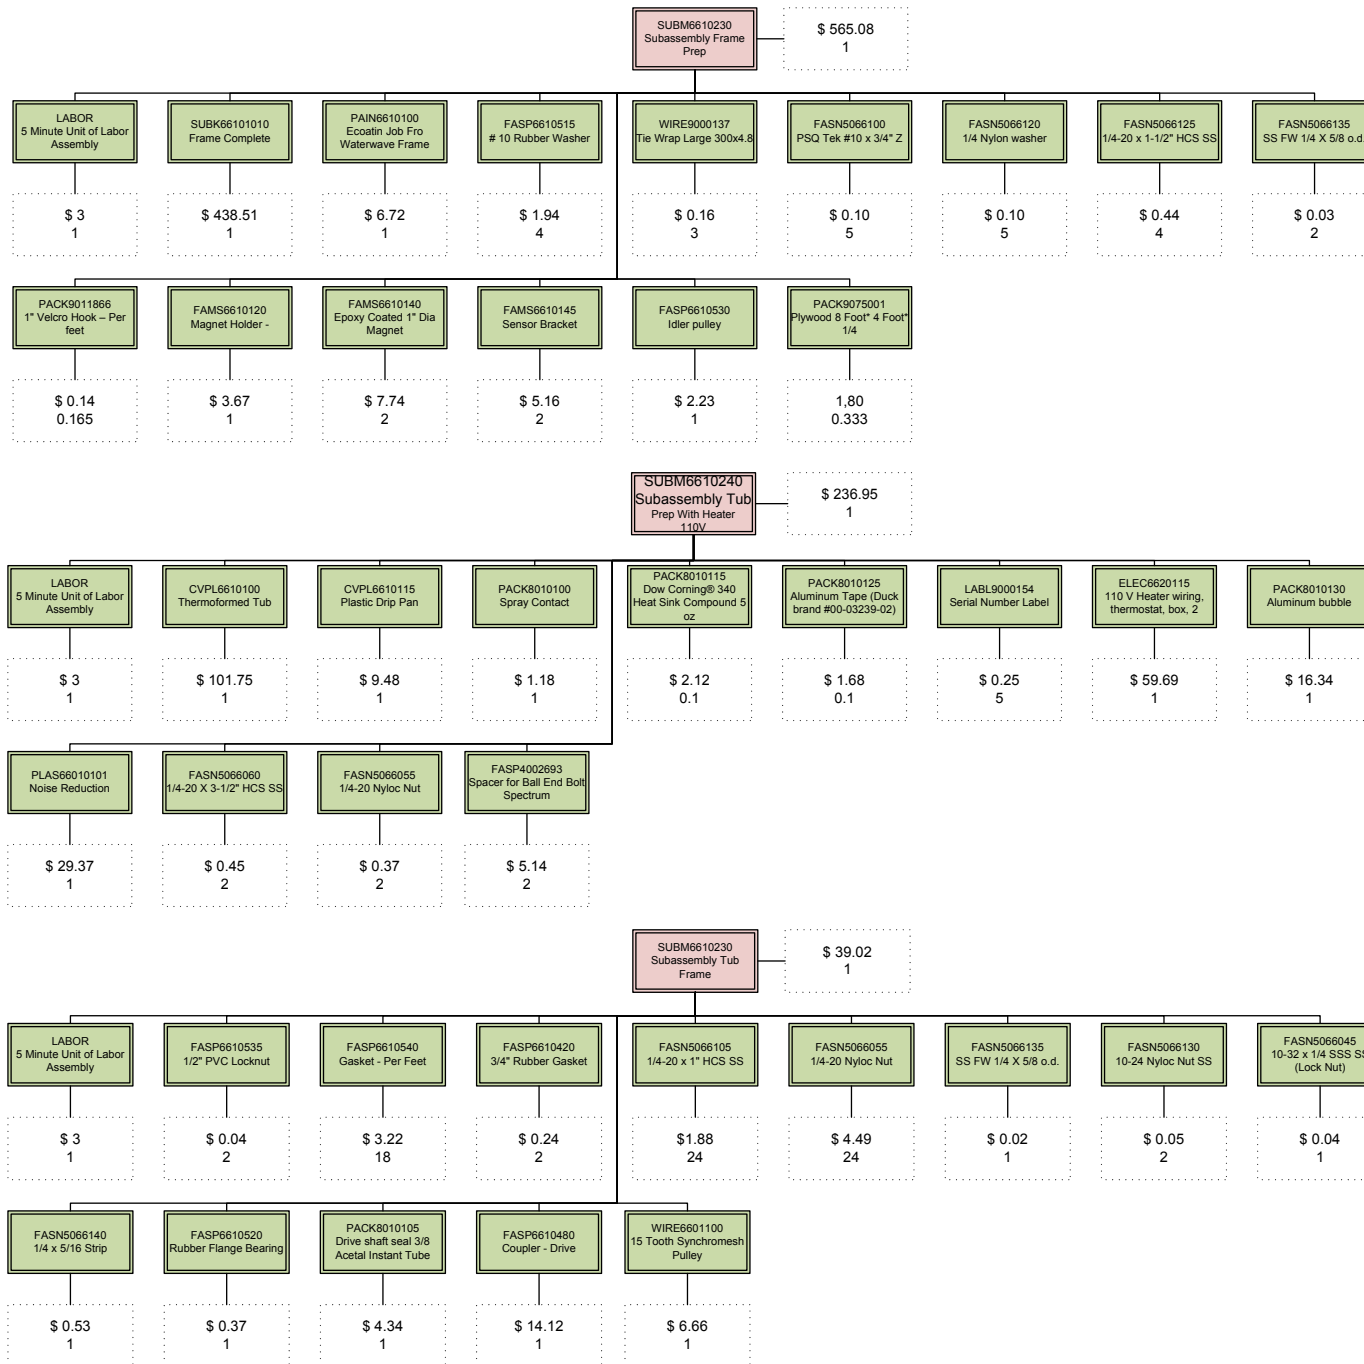 SUBM6610230
Subassembly Frame
Prep
$ 565.08
1
LABOR
5 Minute Unit of Labor
Assembly
$ 3
1
SUBK66101010
Frame Complete
$ 438.51
1
PAIN6610100
Ecoatin Job Fro
Waterwave Frame
$ 6.72
1
FASP6610515
# 10 Rubber Washer
$ 1.94
4
WIRE9000137
Tie Wrap Large 300x4.8
$ 0.16
3
FASN5066100
PSQ Tek #10 x 3/4" Z
$ 0.10
5
FASN5066120
1/4 Nylon washer
$ 0.10
5
FASN5066125
1/4-20 x 1-1/2" HCS SS
$ 0.44
4
FASN5066135
SS FW 1/4 X 5/8 o.d.
$ 0.03
2
PACK9011866
1" Velcro Hook – Per
feet
$ 0.14
0.165
FAMS6610120
Magnet Holder -
$ 3.67
1
FAMS6610140
Epoxy Coated 1" Dia
Magnet
$ 7.74
2
FAMS6610145
Sensor Bracket
$ 5.16
2
FASP6610530
Idler pulley
$ 2.23
1
PACK9075001
Plywood 8 Foot* 4 Foot*
1/4
1,80
0.333
SUBM6610240
Subassembly Tub
Prep With Heater
110V
$ 236.95
1
LABOR
5 Minute Unit of Labor
Assembly
$ 3
1
CVPL6610100
Thermoformed Tub
$ 101.75
1
CVPL6610115
Plastic Drip Pan
$ 9.48
1
PACK8010100
Spray Contact
$ 1.18
1
PACK8010115
Dow Corning® 340
Heat Sink Compound 5
oz
$ 2.12
0.1
PACK8010125
Aluminum Tape (Duck
brand #00-03239-02)
$ 1.68
0.1
LABL9000154
Serial Number Label
$ 0.25
5
ELEC6620115
110 V Heater wiring,
thermostat, box, 2
$ 59.69
1
PACK8010130
Aluminum bubble
$ 16.34
1
PLAS66010101
Noise Reduction
$ 29.37
1
FASN5066060
1/4-20 X 3-1/2" HCS SS
$ 0.45
2
FASN5066055
1/4-20 Nyloc Nut
$ 0.37
2
FASP4002693
Spacer for Ball End Bolt
Spectrum
$ 5.14
2
SUBM6610230
Subassembly Tub
Frame
$ 39.02
1
LABOR
5 Minute Unit of Labor
Assembly
$ 3
1
FASP6610535
1/2" PVC Locknut
$ 0.04
2
FASP6610540
Gasket - Per Feet
$ 3.22
18
FASP6610420
3/4" Rubber Gasket
$ 0.24
2
FASN5066105
1/4-20 x 1" HCS SS
$1.88
24
FASN5066055
1/4-20 Nyloc Nut
$ 4.49
24
FASN5066135
SS FW 1/4 X 5/8 o.d.
$ 0.02
1
FASN5066130
10-24 Nyloc Nut SS
$ 0.05
2
FASN5066045
10-32 x 1/4 SSS SS
(Lock Nut)
$ 0.04
1
FASN5066140
1/4 x 5/16 Strip
$ 0.53
1
FASP6610520
Rubber Flange Bearing
$ 0.37
1
PACK8010105
Drive shaft seal 3/8
Acetal Instant Tube
$ 4.34
1
FASP6610480
Coupler - Drive
$ 14.12
1
WIRE6601100
15 Tooth Synchromesh
Pulley
$ 6.66
1